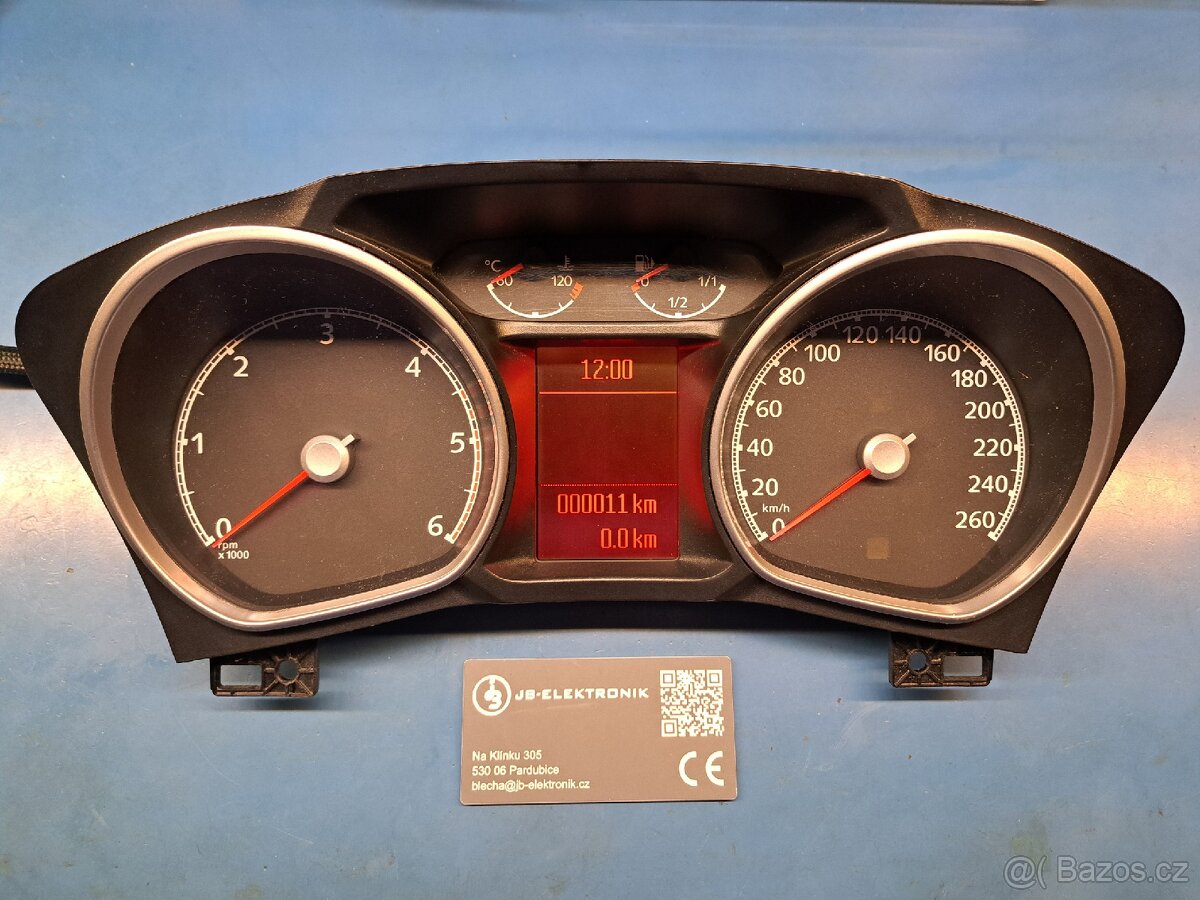 °C
60
120
0
1/2
1/1
12:00
000011 km
0.0 km
0
1
2
3
4
5
6
rpm
x1000
0
20
40
60
80
100
120
140
160
180
200
220
240
260
km/h
JB-ELEKTRONIK
Na Klínku 305
530 06 Pardubice
blecha@jb-elektronik.cz
CE
@( Bazos.cz